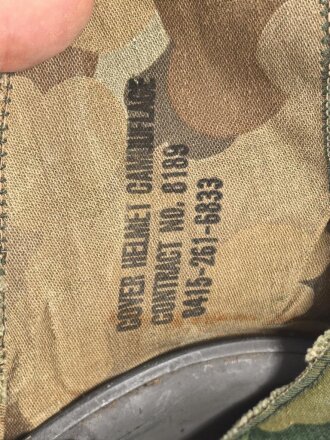 COVER HELMET CAMOUFLAGE
CONTRACT NO. 8189
8415-261-6833